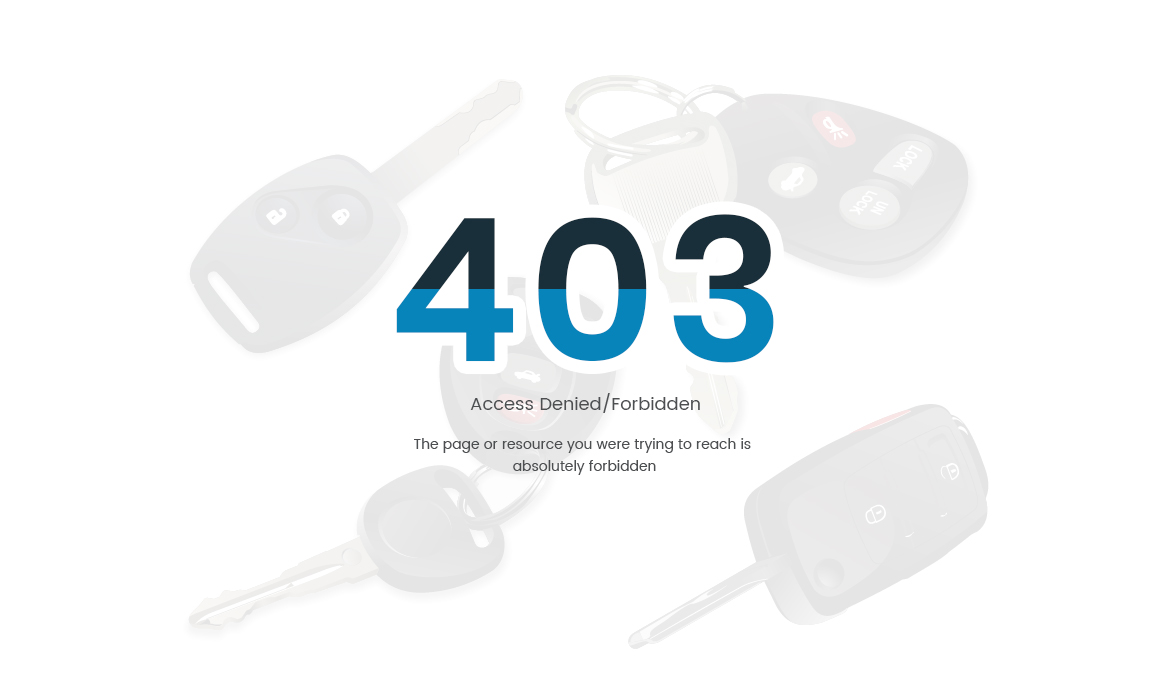 LOCK
UN
LOCK
403
Access Denied/Forbidden
The page or resource you were trying to reach is
absolutely forbidden